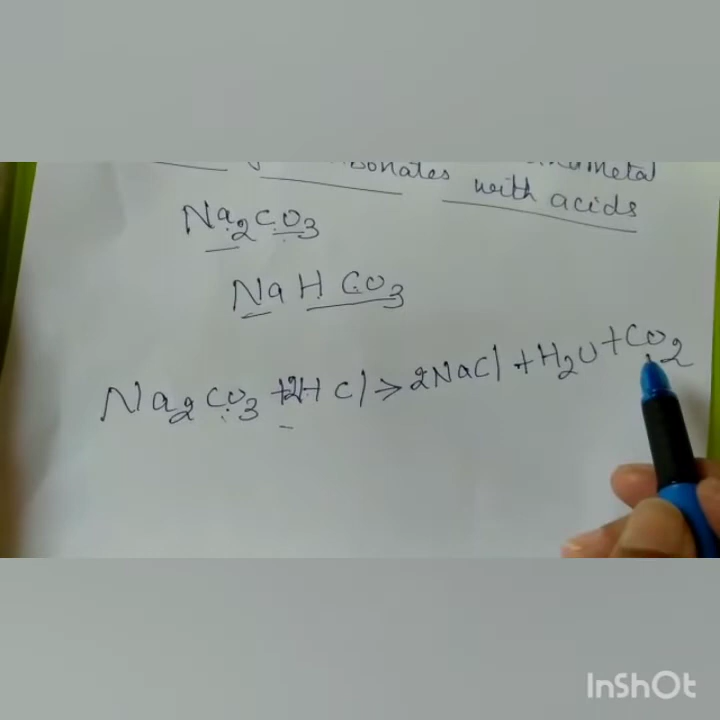 with acids
Na2CO3
NaHCO3
Na2CO3 + 2HCl > 2NaCl + H2O + CO2
InShOt